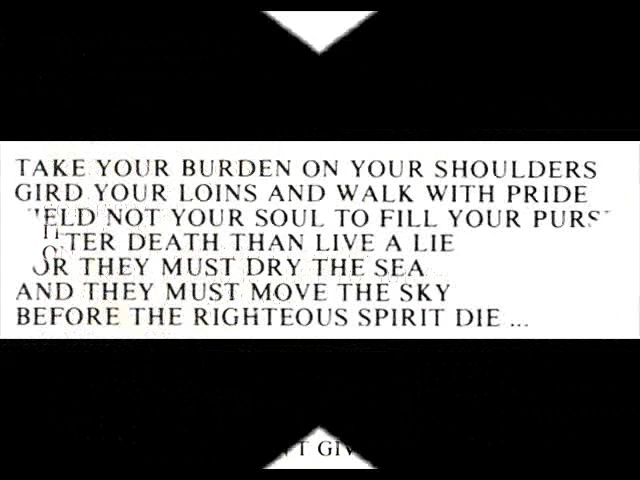 TAKE YOUR BURDEN ON YOUR SHOULDERS
GIRD YOUR LOINS AND WALK WITH PRIDE
NOT YOUR SOUL TO FILL YOUR
DEATH THAN LIVE A LIE
THEY MUST DRY THE SEA
AND THEY MUST MOVE THE SKY
BEFORE THE RIGHTEOUS SPIRIT DIE ...